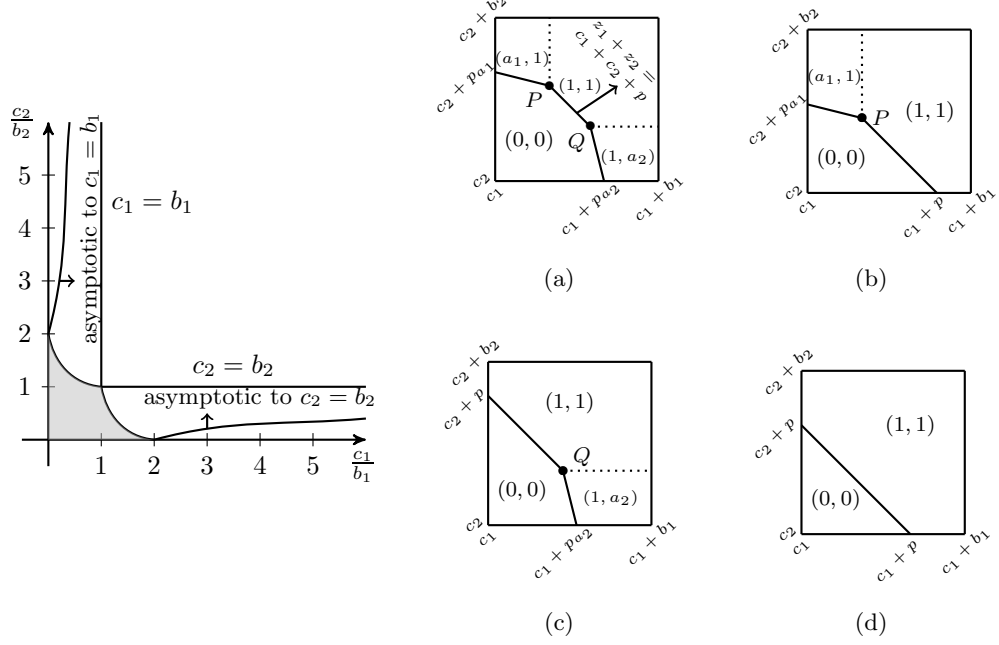 c₂/b₂
5
4
3
2
1
1 2 3 4 5
c₁/b₁
asymptotic to c₁ = b₁
c₁ = b₁
c₂ = b₂
asymptotic to c₂ = b₂
c₂ + b₂
c₂ + pₐ₁
c₂
c₁
c₁ + pₐ₂
c₁ + b₁
(a₁, 1)
P
(1, 1)
z₁ + z₂ =
c₁ + c₂ + p
(0, 0)
Q
(1, a₂)
(a)
c₂ + b₂
c₂ + pₐ₁
c₂
c₁
c₁ + p
c₁ + b₁
(a₁, 1)
P
(1, 1)
(0, 0)
(b)
c₂ + b₂
c₂ + p
c₂
c₁
c₁ + pₐ₂
c₁ + b₁
(1, 1)
Q
(0, 0)
(1, a₂)
(c)
c₂ + b₂
c₂ + p
c₂
c₁
c₁ + p
c₁ + b₁
(1, 1)
(0, 0)
(d)